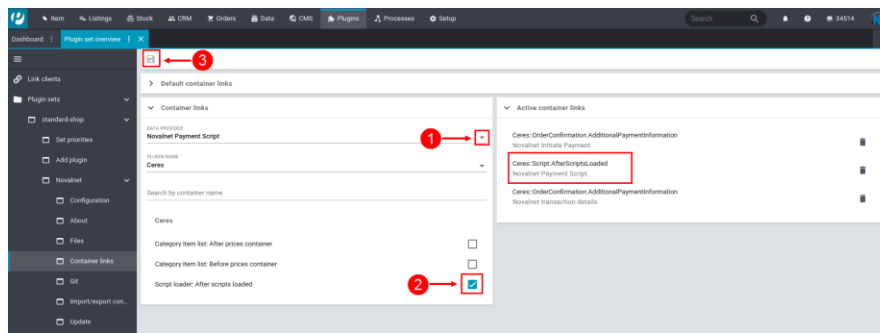 Item Listings Stock CRM Orders Data CMS Plugins Processes Setup Search 34514
Dashboard Plugin set overview
3
Link clients
Default container links
Plugin sets
Container links
Active container links
standard-shop
DATA PROVIDER
Novalnet Payment Script
1
Ceres::OrderConfirmation.AdditionalPaymentInformation
Novalnet Initiate Payment
Set priorities
Add plugin
PLUGIN NAME
Ceres
Ceres::Script.AfterScriptsLoaded
Novalnet Payment Script
Novalnet
Search by container name
Ceres::OrderConfirmation.AdditionalPaymentInformation
Novalnet transaction details
Configuration
About
Ceres
Files
Category item list: After prices container
Container links
Category item list: Before prices container
Git
Script loader: After scripts loaded
2
Import/export con...
Update